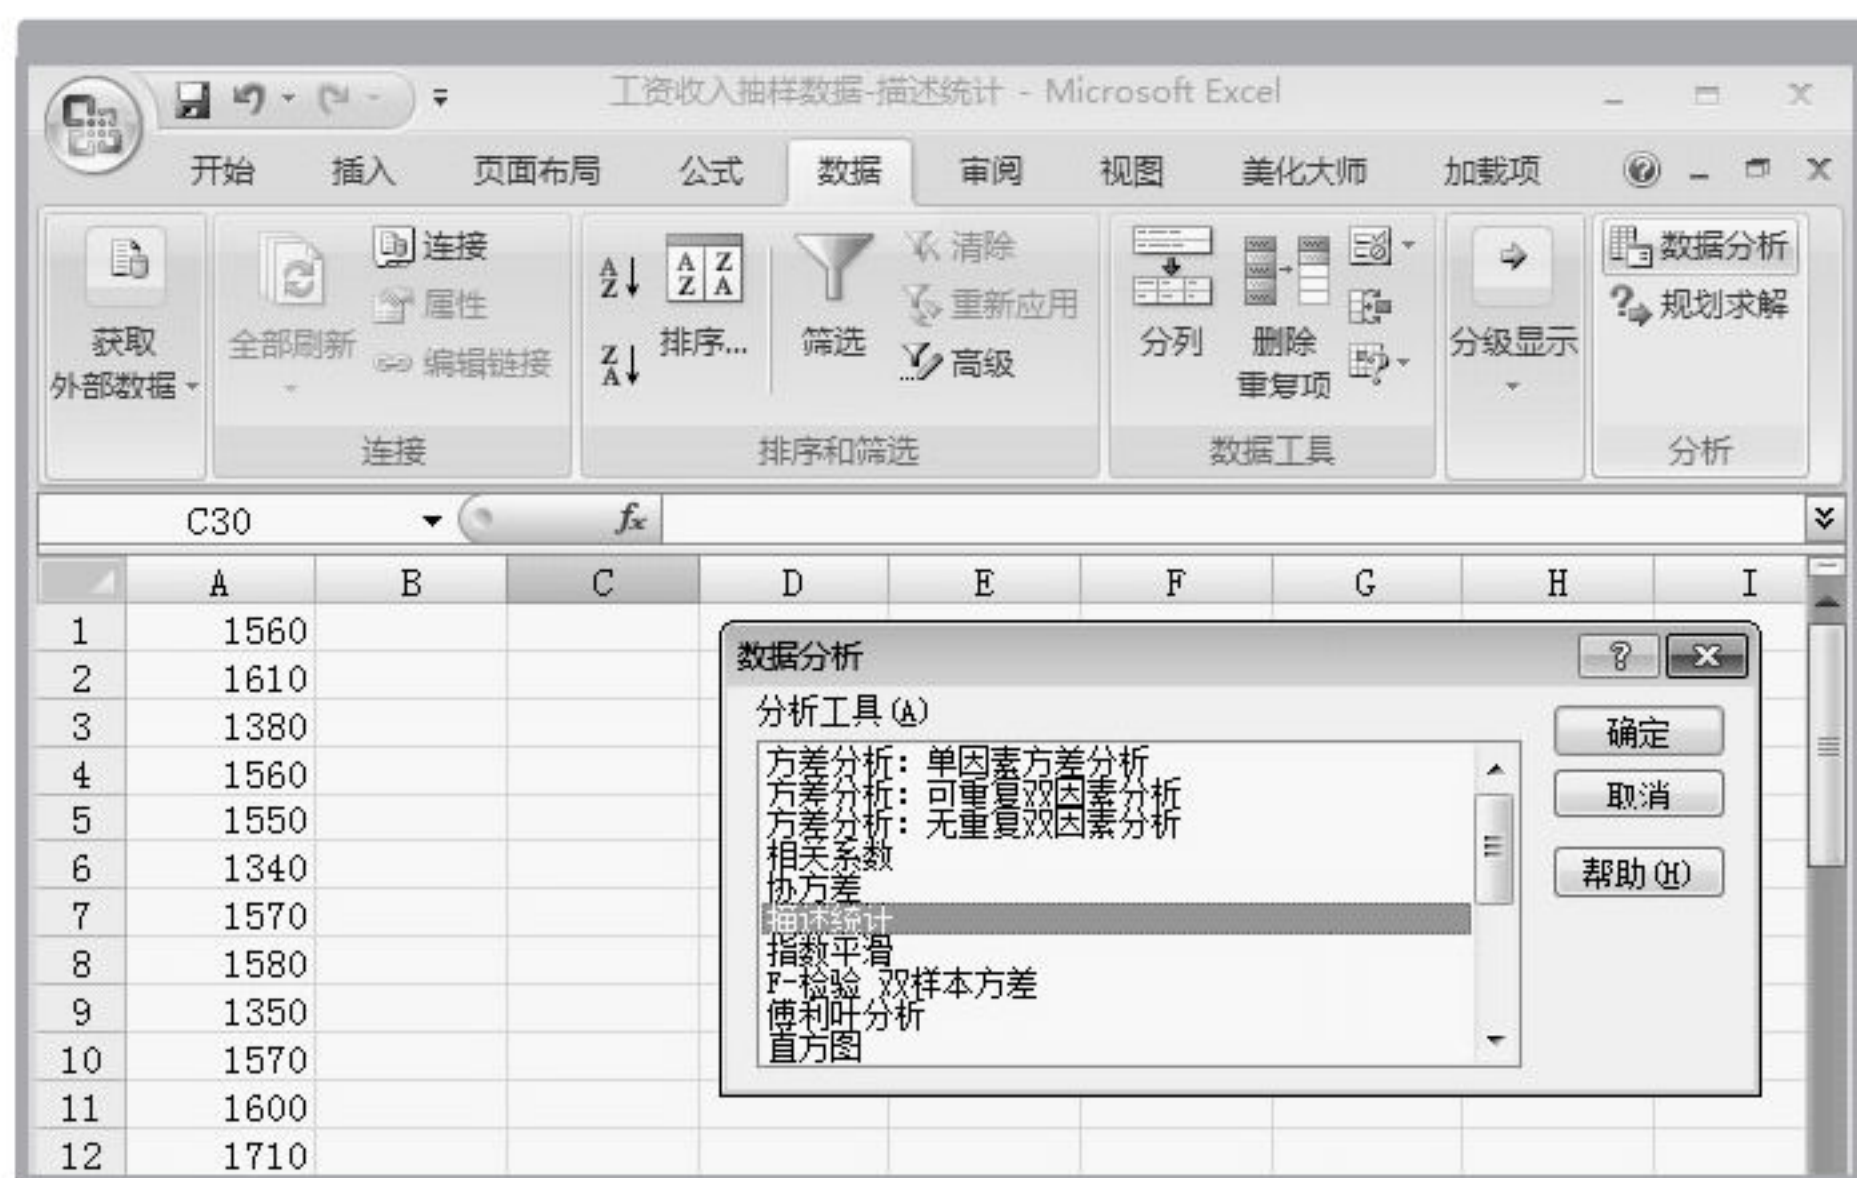 工资收入抽样数据-描述统计 - Microsoft Excel
开始 插入 页面布局 公式 数据 审阅 视图 美化大师 加载项
获取
外部数据
全部刷新
连接
属性
编辑链接
连接
排序...
筛选
清除
重新应用
高级
排序和筛选
分列
删除
重复项
数据工具
分级显示
数据分析
规划求解
分析
C30 fx
A B C D E F G H I
1 1560
2 1610
3 1380
4 1560
5 1550
6 1340
7 1570
8 1580
9 1350
10 1570
11 1600
12 1710
数据分析
分析工具(A)
方差分析: 单因素方差分析
方差分析: 可重复双因素分析
方差分析: 无重复双因素分析
相关系数
协方差
描述统计
指数平滑
F-检验 双样本方差
傅利叶分析
直方图
确定
取消
帮助(H)